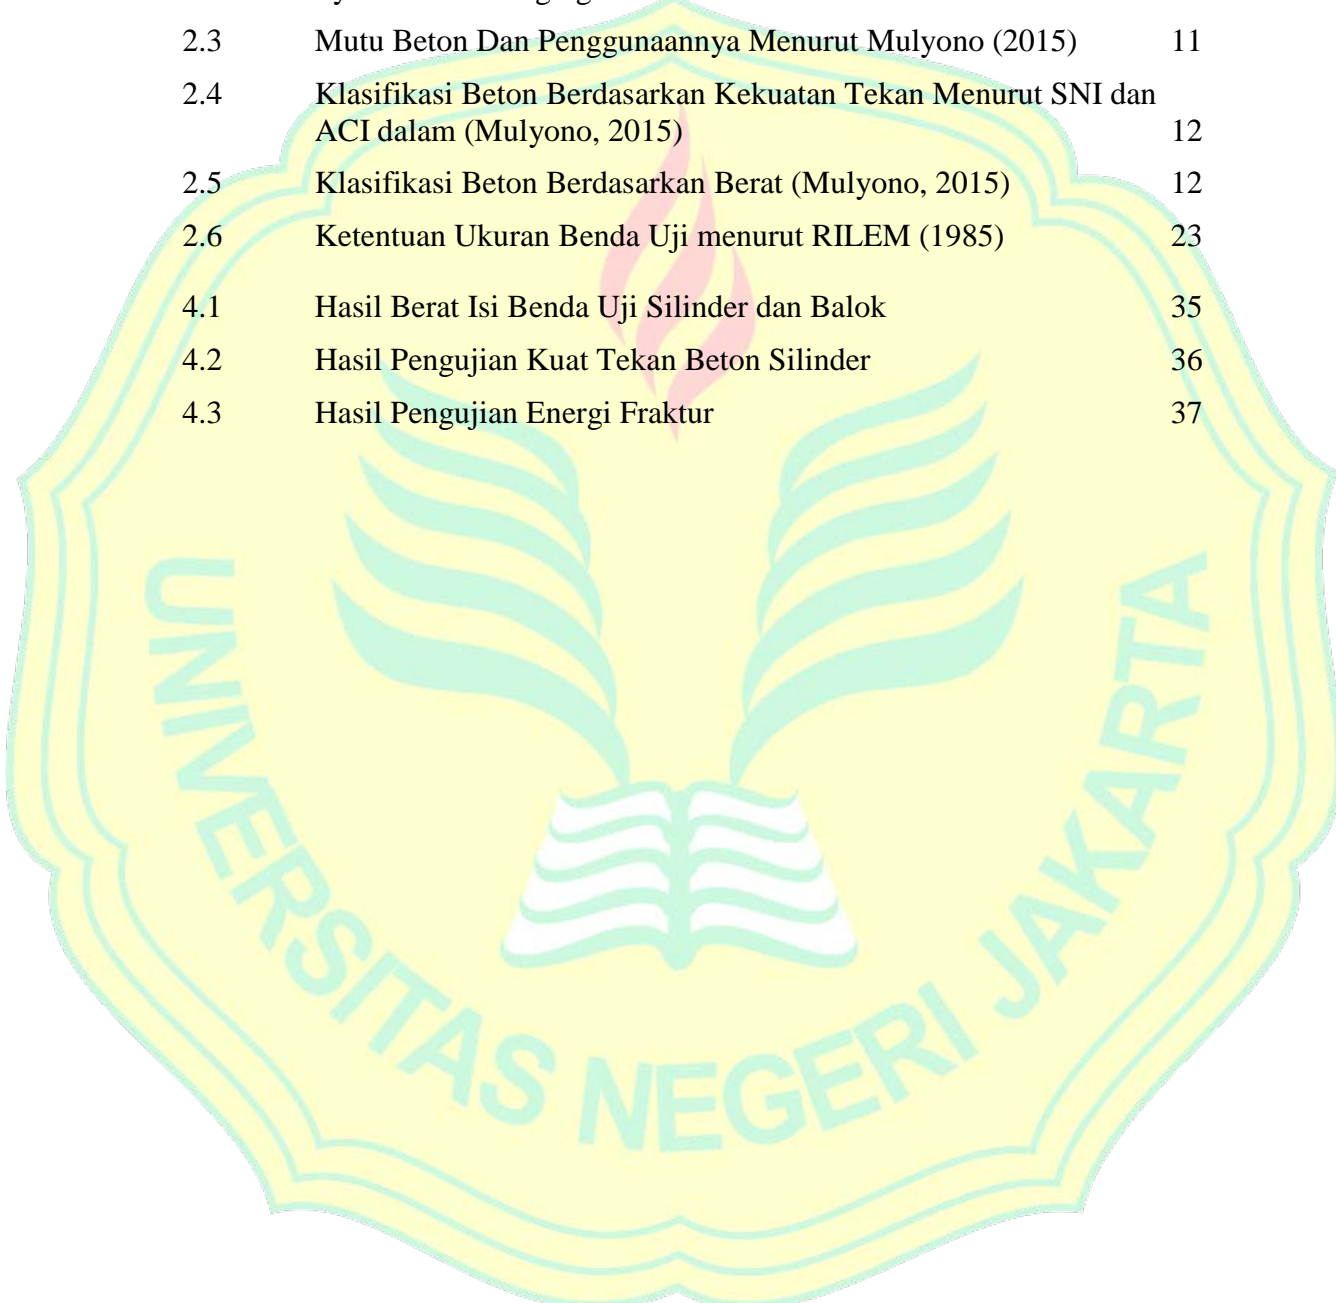 2.3 Mutu Beton Dan Penggunaannya Menurut Mulyono (2015) 11
2.4 Klasifikasi Beton Berdasarkan Kekuatan Tekan Menurut SNI dan
ACI dalam (Mulyono, 2015) 12
2.5 Klasifikasi Beton Berdasarkan Berat (Mulyono, 2015) 12
2.6 Ketentuan Ukuran Benda Uji menurut RILEM (1985) 23
4.1 Hasil Berat Isi Benda Uji Silinder dan Balok 35
4.2 Hasil Pengujian Kuat Tekan Beton Silinder 36
4.3 Hasil Pengujian Energi Fraktur 37
UNIVERSITAS NEGERI JAKARTA